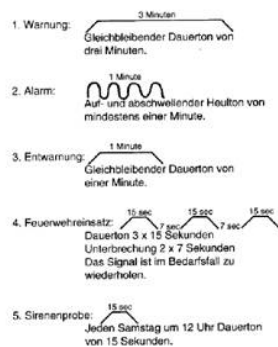 3 Minuten
1. Warnung:
Gleichbleibender Dauerton von
drei Minuten.
1 Minute
2. Alarm:
Auf- und abschwellender Heulton von
mindestens einer Minute.
1 Minute
3. Entwarnung:
Gleichbleibender Dauerton von
einer Minute.
15 sec 15 sec 15 sec
4. Feuerwehreinsatz: 7 sec 7 sec
Dauerton 3 x 15 Sekunden
Unterbrechung 2 x 7 Sekunden
Das Signal ist im Bedarfsfall zu
wiederholen.
15 sec
5. Sirenenprobe:
Jeden Samstag um 12 Uhr Dauerton
von 15 Sekunden.